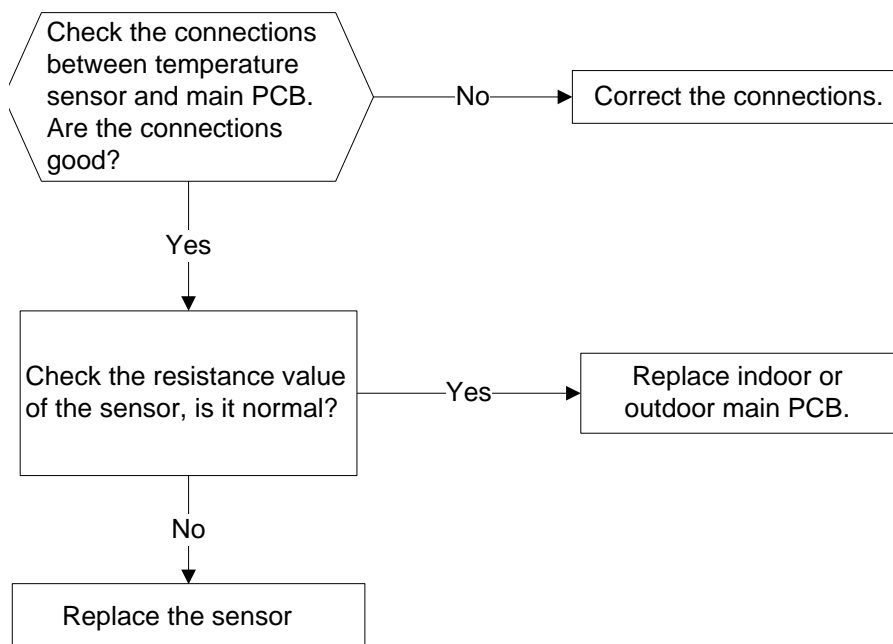 Check the connections
between temperature
sensor and main PCB.
Are the connections
good?
No
Correct the connections.
Yes
Check the resistance value
of the sensor, is it normal?
Yes
Replace indoor or
outdoor main PCB.
No
Replace the sensor